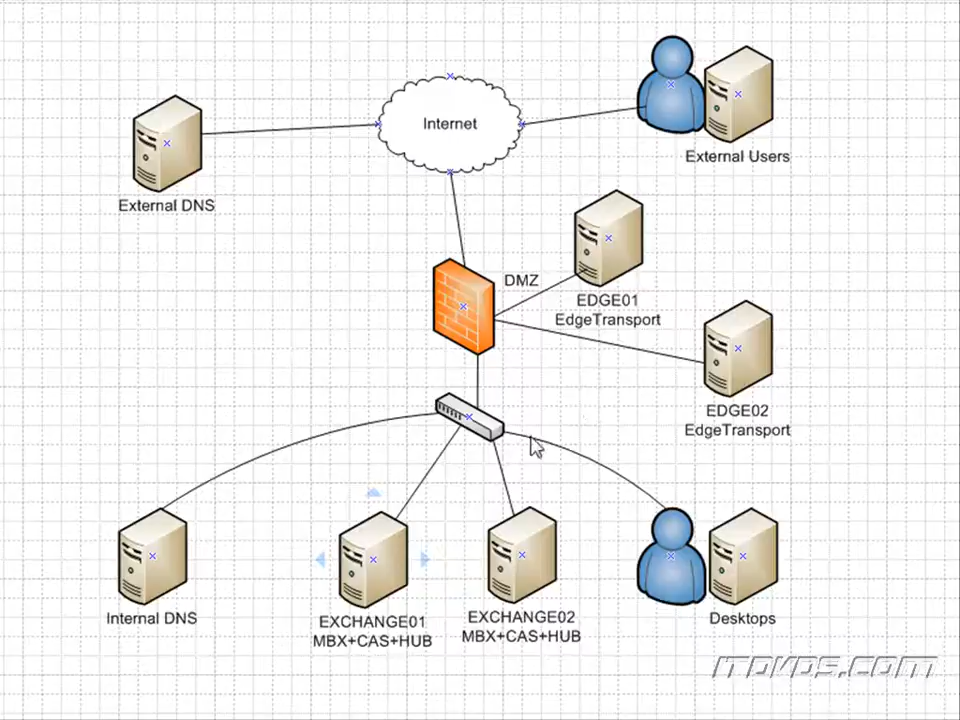 Internet
External Users
External DNS
DMZ
EDGE01
EdgeTransport
EDGE02
EdgeTransport
Internal DNS
EXCHANGE01
MBX+CAS+HUB
EXCHANGE02
MBX+CAS+HUB
Desktops
ITDVDS.COM